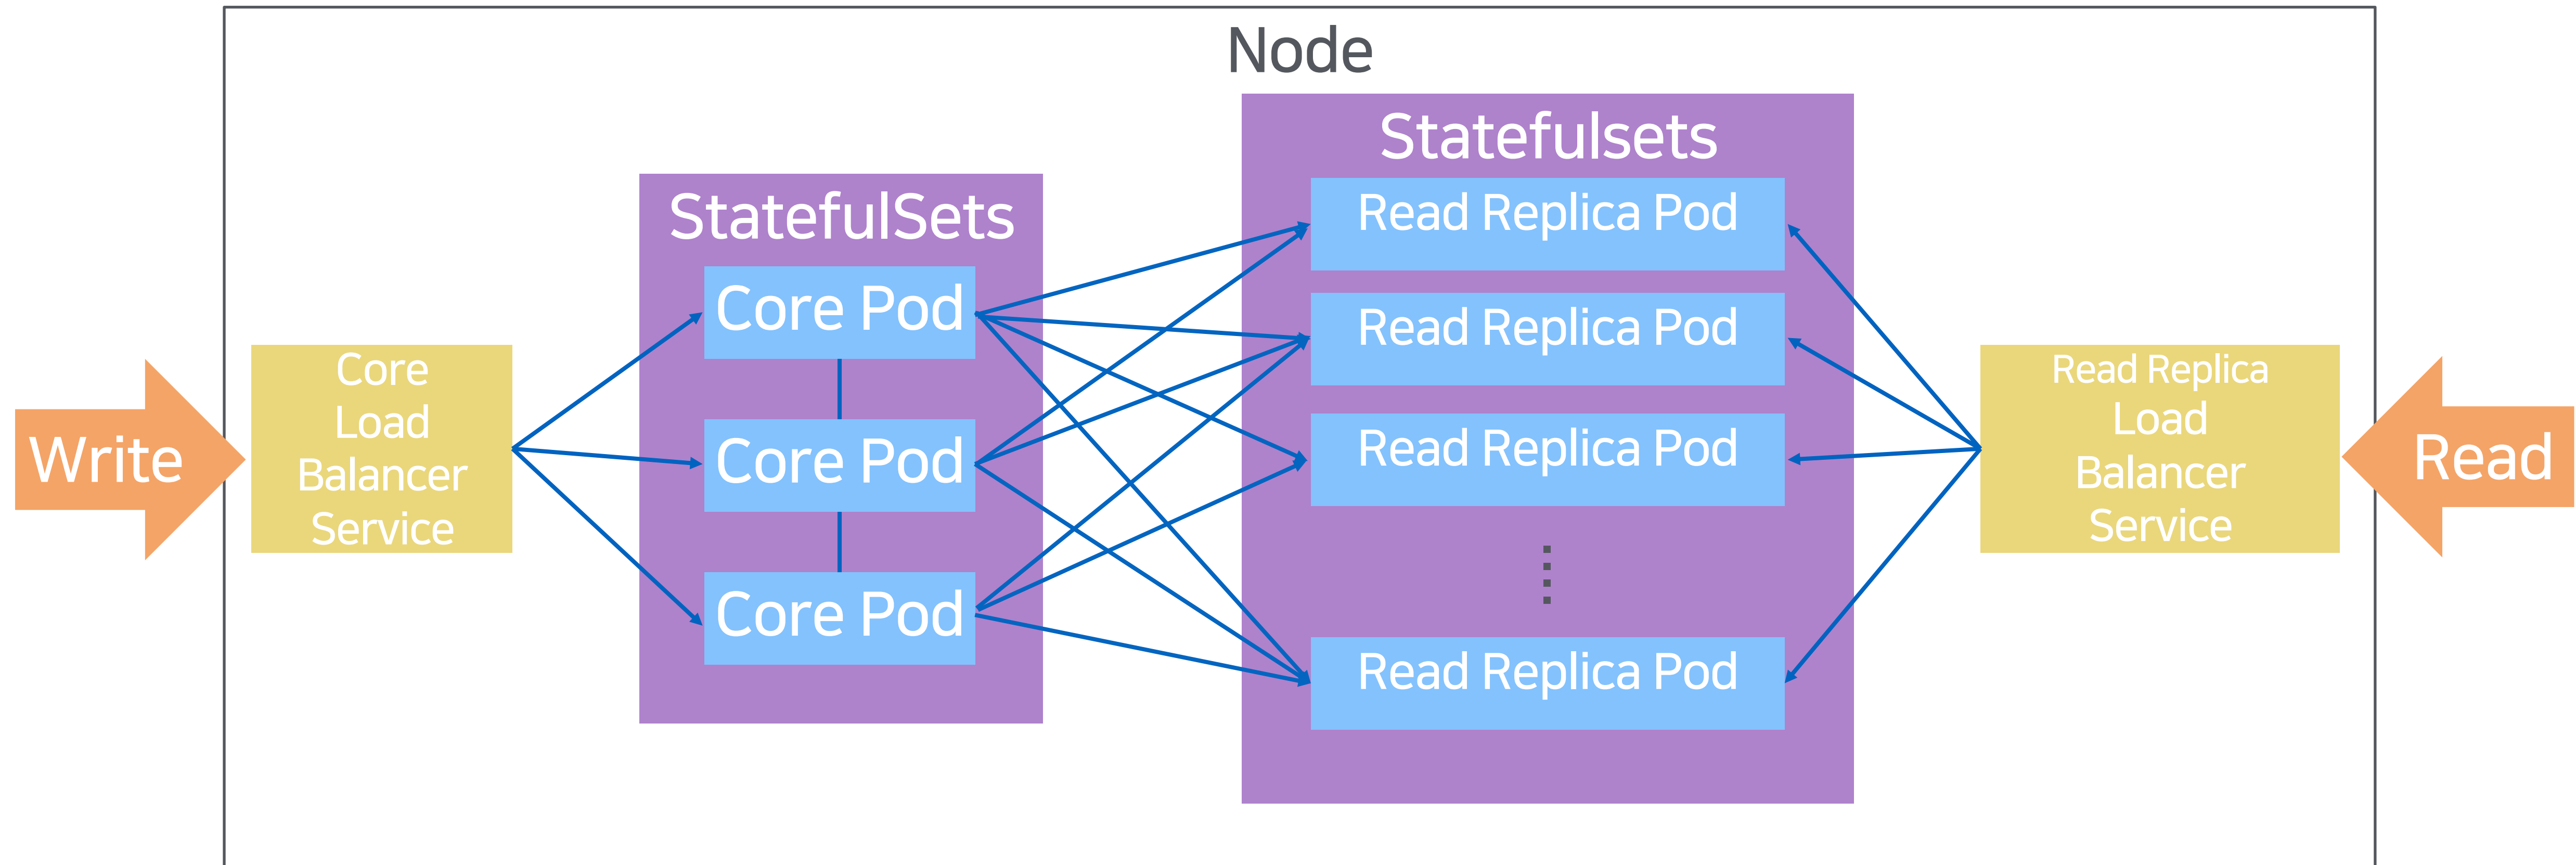 Node
Write
Core
Load
Balancer
Service
StatefulSets
Core Pod
Core Pod
Core Pod
Statefulsets
Read Replica Pod
Read Replica Pod
Read Replica Pod
Read Replica Pod
Read Replica
Load
Balancer
Service
Read